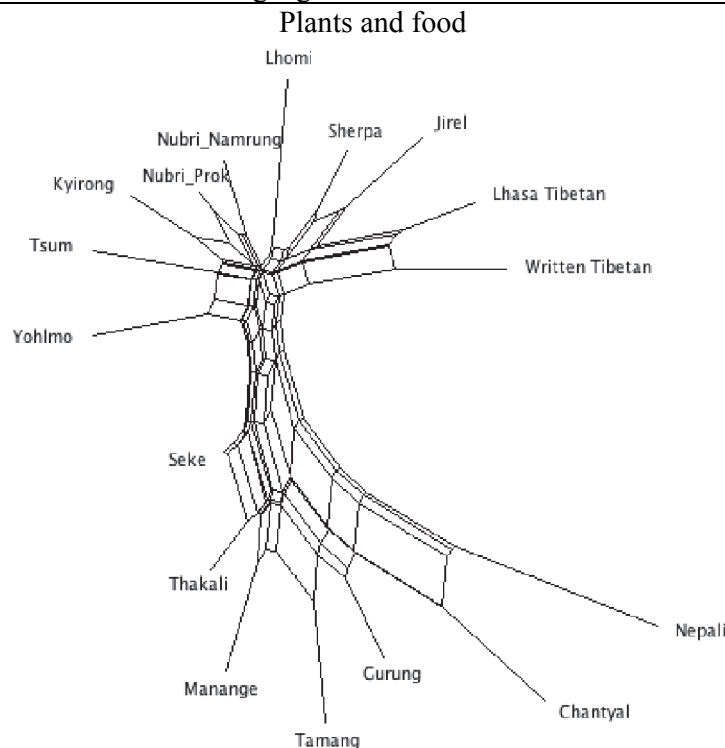 Plants and food
Lhomi
Sherpa
Jirel
Nubri_Namrung
Nubri_Prok
Kyirong
Lhasa Tibetan
Tsum
Written Tibetan
Yohlmo
Seke
Thakali
Nepali
Gurung
Manange
Chantyal
Tamang